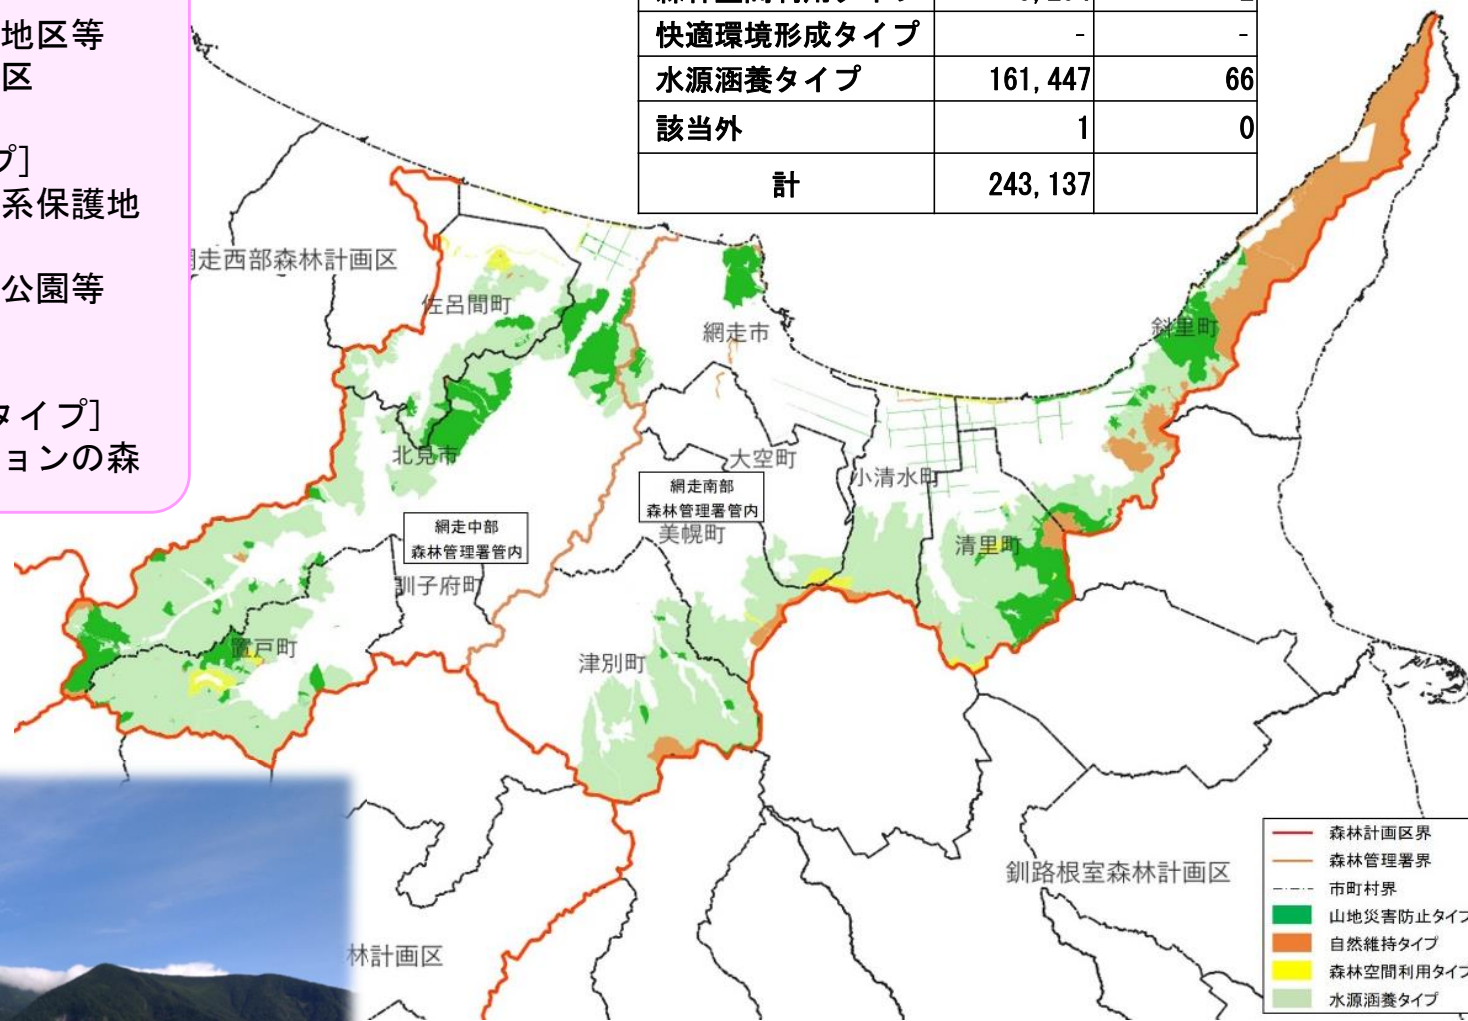 地区等
区
プ]
系保護地
公園等
タイプ]
ョンの森
快適環境形成タイプ - -
水源涵養タイプ 161,447 66
該当外 1 0
計 243,137
走西部森林計画区
佐呂間町
網走市
斜里町
北見市
大空町
小清水町
網走南部
森林管理署管内
網走中部
森林管理署管内
美幌町
清里町
訓子府町
置戸町
津別町
釧路根室森林計画区
林計画区
森林計画区界
森林管理署界
市町村界
山地災害防止タイプ
自然維持タイプ
森林空間利用タイプ
水源涵養タイプ